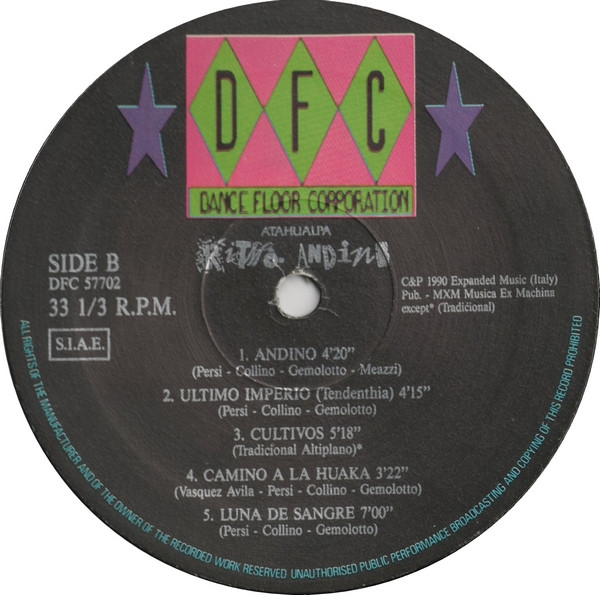 D F C
DANCE FLOOR CORPORATION
ATAHUALPA
RITMO ANDINO
SIDE B
DFC 57702
33 1/3 R.P.M.
S.I.A.E.
C&P 1990 Expanded Music (Italy)
Pub. - MXM Musica Ex Machina
except* (Tradicional)
1. ANDINO 4'20"
(Persi - Collino - Gemolotto - Meazzi)
2. ULTIMO IMPERIO (Tendenthia) 4'15"
(Persi - Collino - Gemolotto)
3. CULTIVOS 5'18"
(Tradicional Altiplano)*
4. CAMINO A LA HUAKA 3'22"
(Vasquez Avila - Persi - Collino - Gemolotto)
5. LUNA DE SANGRE 7'00"
(Persi - Collino - Gemolotto)
ALL RIGHTS OF THE MANUFACTURER AND OF THE OWNER OF THE RECORDED WORK RESERVED UNAUTHORISED PUBLIC PERFORMANCE BROADCASTING AND COPYING OF THIS RECORD PROHIBITED